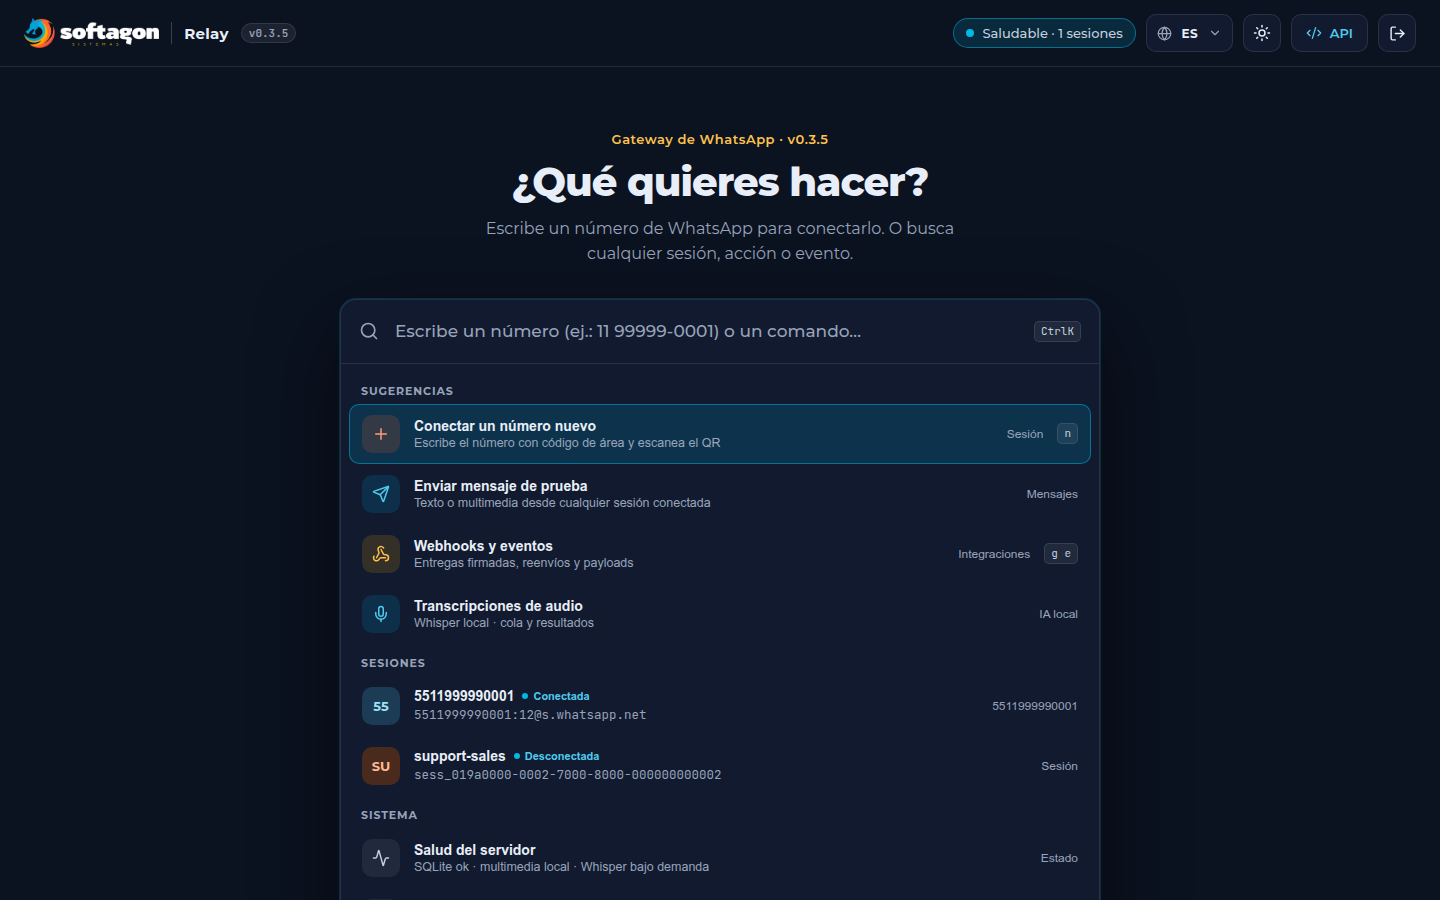 softagon
SISTEMAS
Relay
v0.3.5
Saludable · 1 sesiones
ES
API
Gateway de WhatsApp · v0.3.5
¿Qué quieres hacer?
Escribe un número de WhatsApp para conectarlo. O busca
cualquier sesión, acción o evento.
Escribe un número (ej.: 11 99999-0001) o un comando...
CtrlK
SUGERENCIAS
Conectar un número nuevo
Escribe el número con código de área y escanea el QR
Sesión
n
Enviar mensaje de prueba
Texto o multimedia desde cualquier sesión conectada
Mensajes
Webhooks y eventos
Entregas firmadas, reenvíos y payloads
Integraciones
g e
Transcripciones de audio
Whisper local · cola y resultados
IA local
SESIONES
55
5511999990001
Conectada
5511999990001:12@s.whatsapp.net
5511999990001
SU
support-sales
Desconectada
sess_019a0000-0002-7000-8000-000000000002
Sesión
SISTEMA
Salud del servidor
SQLite ok · multimedia local · Whisper bajo demanda
Estado